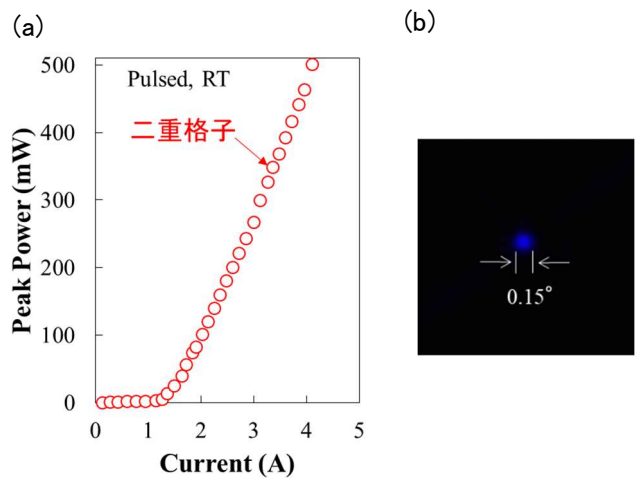 (a)
(b)
500
400
300
200
100
0
Peak Power (mW)
Pulsed, RT
二重格子
0 1 2 3 4 5
Current (A)
0.15°